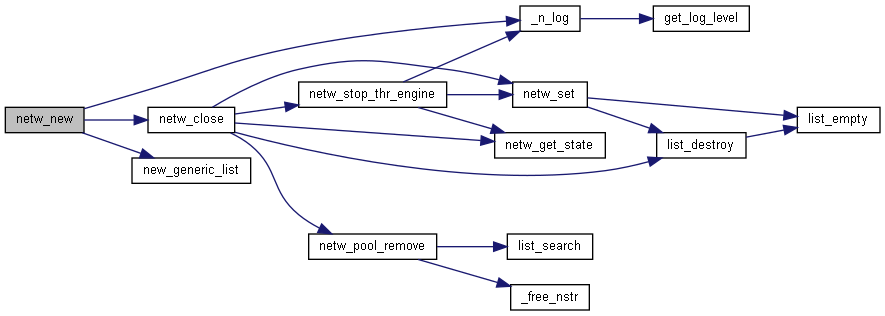 _n_log
get_log_level
netw_stop_thr_engine
netw_set
netw_new
netw_close
list_empty
netw_get_state
list_destroy
new_generic_list
netw_pool_remove
list_search
_free_nstr